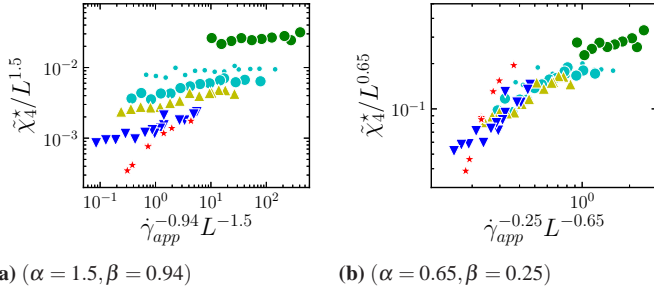 10^{-2}
10^{-3}
\tilde{\chi}_4^{\star}/L^{1.5}
10^{-1} 10^{0} 10^{1} 10^{2}
\dot{\gamma}_{app}^{-0.94}L^{-1.5}
10^{-1}
\tilde{\chi}_4^{\star}/L^{0.65}
10^{0}
\dot{\gamma}_{app}^{-0.25}L^{-0.65}
a) (α = 1.5, β = 0.94)
(b) (α = 0.65, β = 0.25)